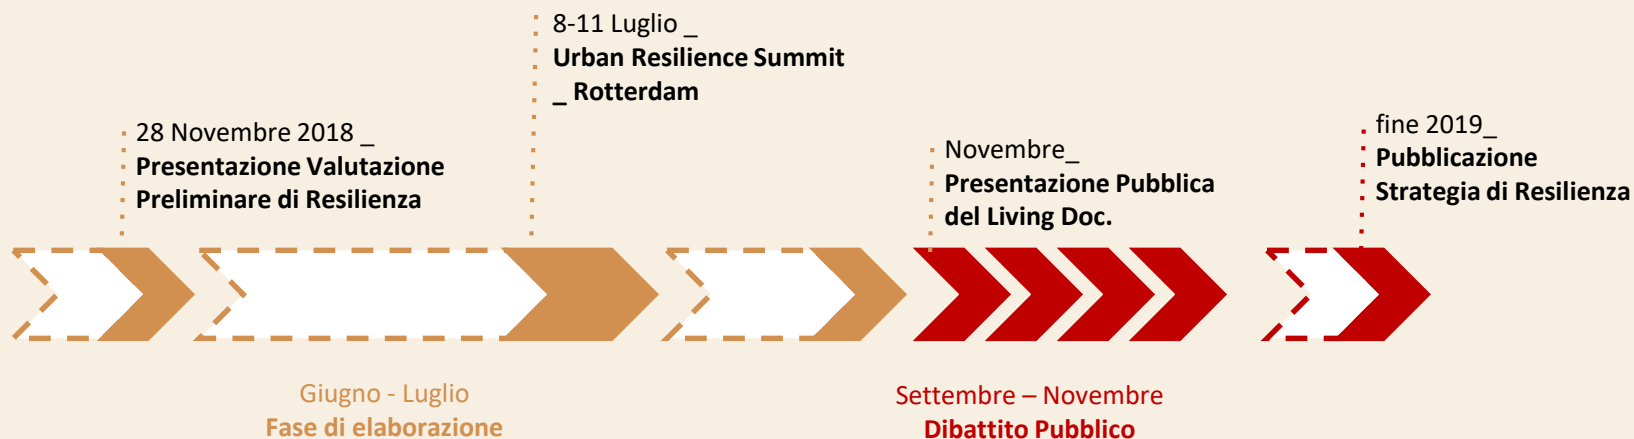 28 Novembre 2018 _
Presentazione Valutazione
Preliminare di Resilienza
8-11 Luglio _
Urban Resilience Summit
_ Rotterdam
Novembre_
Presentazione Pubblica
del Living Doc.
fine 2019_
Pubblicazione
Strategia di Resilienza
Giugno - Luglio
Fase di elaborazione
Settembre – Novembre
Dibattito Pubblico